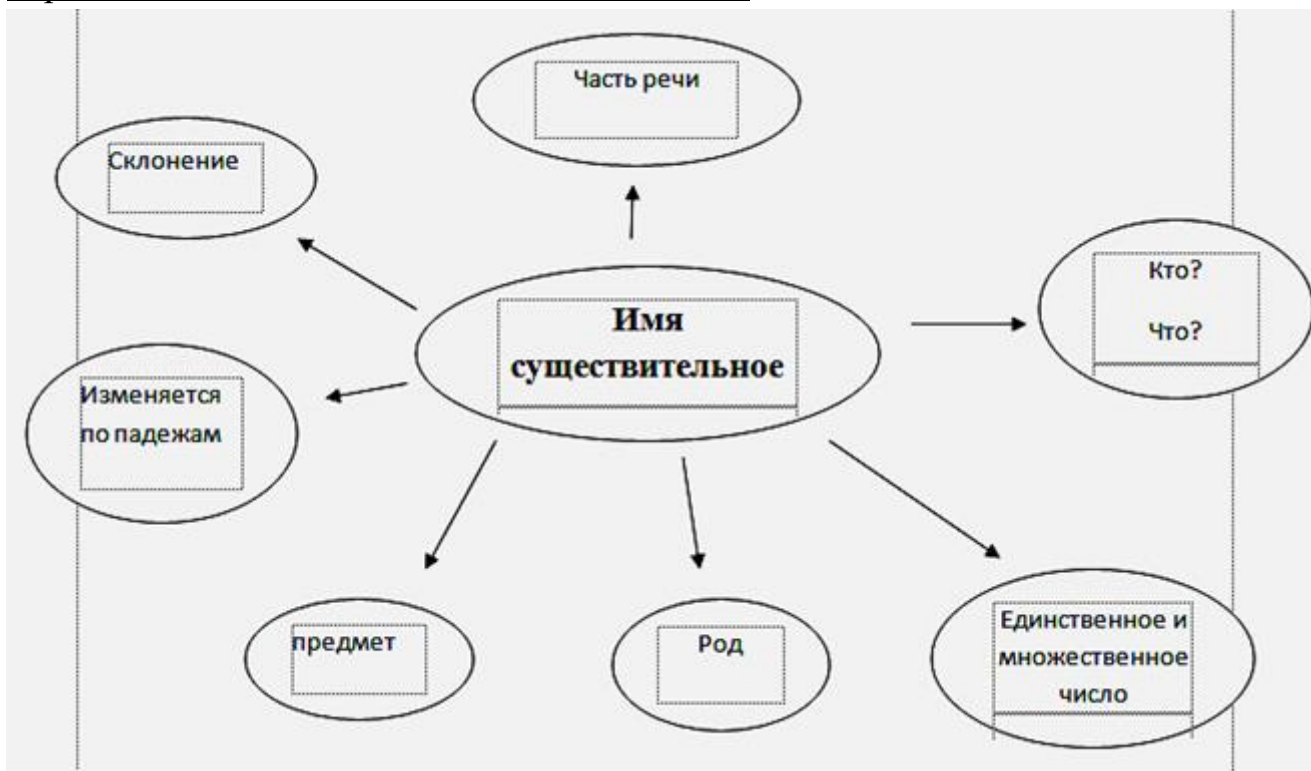 Часть речи
Склонение
Кто?
Что?
Имя
существительное
Изменяется
по падежам
предмет
Род
Единственное и
множественное
число